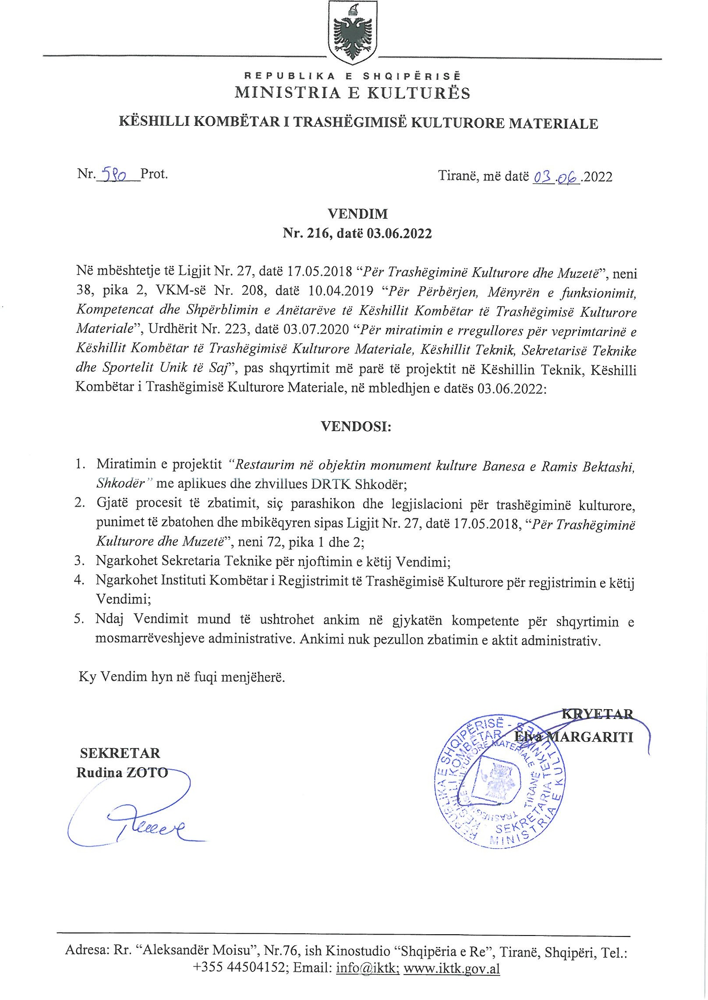 REPUBLIKA E SHQIPËRISË
MINISTRIA E KULTURËS
KËSHILLI KOMBËTAR I TRASHËGIMISË KULTURORE MATERIALE
Nr. 590 Prot.
Tiranë, më datë 03.06.2022
VENDIM
Nr. 216, datë 03.06.2022
Në mbështetje të Ligjit Nr. 27, datë 17.05.2018 “Për Trashëgiminë Kulturore dhe Muzetë”, neni
38, pika 2, VKM-së Nr. 208, datë 10.04.2019 “Për Përbërjen, Mënyrën e funksionimit,
Kompetencat dhe Shpërblimin e Anëtarëve të Këshillit Kombëtar të Trashëgimisë Kulturore
Materiale”, Urdhërit Nr. 223, datë 03.07.2020 “Për miratimin e rregullores për veprimtarinë e
Këshillit Kombëtar të Trashëgimisë Kulturore Materiale, Këshillit Teknik, Sekretarisë Teknike
dhe Sportelit Unik të Saj”, pas shqyrtimit më parë të projektit në Këshillin Teknik, Këshilli
Kombëtar i Trashëgimisë Kulturore Materiale, në mbledhjen e datës 03.06.2022:
VENDOSI:
1. Miratimin e projektit “Restaurim në objektin monument kulture Banesa e Ramis Bektashi,
Shkodër” me aplikues dhe zhvillues DRTK Shkodër;
2. Gjatë procesit të zbatimit, siç parashikon dhe legjislacioni për trashëgiminë kulturore,
punimet të zbatohen dhe mbikëqyren sipas Ligjit Nr. 27, datë 17.05.2018, “Për Trashëgiminë
Kulturore dhe Muzetë”, neni 72, pika 1 dhe 2;
3. Ngarkohet Sekretaria Teknike për njoftimin e këtij Vendimi;
4. Ngarkohet Instituti Kombëtar i Regjistrimit të Trashëgimisë Kulturore për regjistrimin e këtij
Vendimi;
5. Ndaj Vendimit mund të ushtrohet ankim në gjykatën kompetente për shqyrtimin e
mosmarrëveshjeve administrative. Ankimi nuk pezullon zbatimin e aktit administrativ.
Ky Vendim hyn në fuqi menjëherë.
KRYETAR
Elva MARGARITI
SEKRETAR
Rudina ZOTO
REPUBLIKA E SHQIPËRISË - MINISTRIA E KULTURËS
KËSHILLI KOMBËTAR
TRASHËGIMISË KULTURORE MATERIALE
SEKRETARIA TEKNIKE
TIRANË
Adresa: Rr. “Aleksandër Moisu”, Nr.76, ish Kinostudio “Shqipëria e Re”, Tiranë, Shqipëri, Tel.:
+355 44504152; Email: info@iktk; www.iktk.gov.al